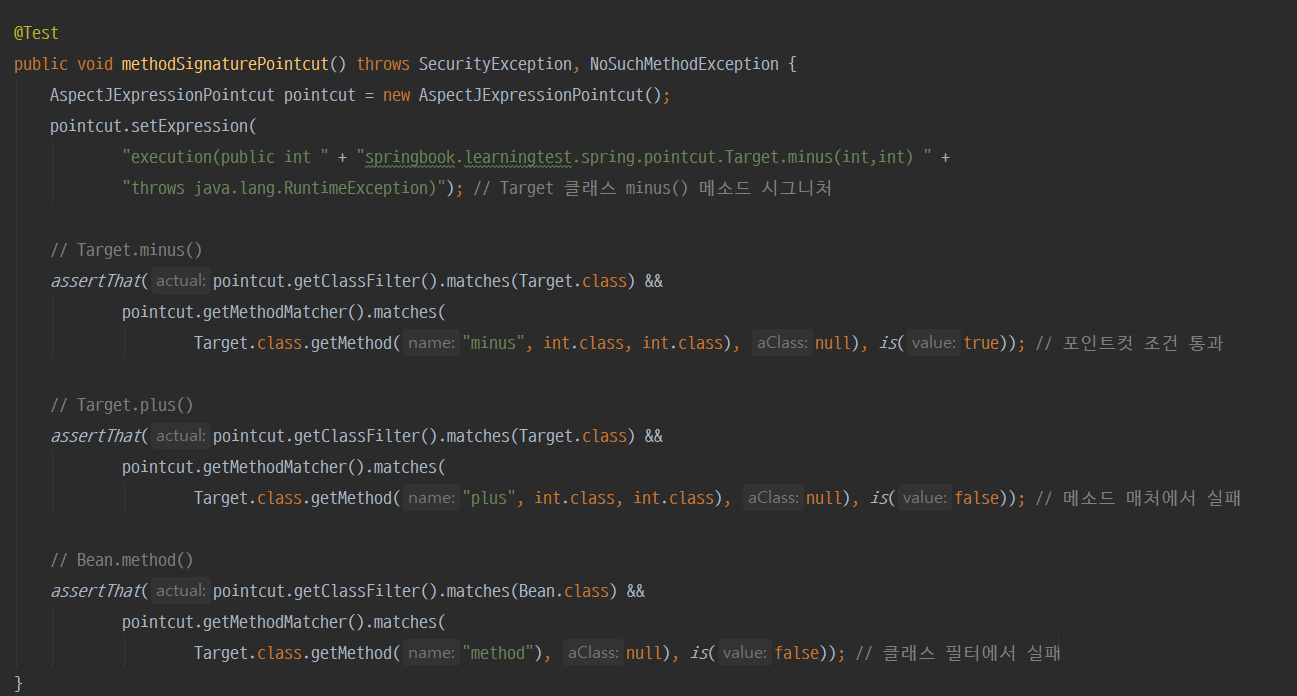 @Test
public void methodSignaturePointcut() throws SecurityException, NoSuchMethodException {
AspectJExpressionPointcut pointcut = new AspectJExpressionPointcut();
pointcut.setExpression(
"execution(public int " + "springbook.learningtest.spring.pointcut.Target.minus(int,int) " +
"throws java.lang.RuntimeException)"); // Target 클래스 minus() 메소드 시그니처
// Target.minus()
assertThat( actual: pointcut.getClassFilter().matches(Target.class) &&
pointcut.getMethodMatcher().matches(
Target.class.getMethod( name: "minus", int.class, int.class), aClass: null), is( value: true)); // 포인트컷 조건 통과
// Target.plus()
assertThat( actual: pointcut.getClassFilter().matches(Target.class) &&
pointcut.getMethodMatcher().matches(
Target.class.getMethod( name: "plus", int.class, int.class), aClass: null), is( value: false)); // 메소드 매처에서 실패
// Bean.method()
assertThat( actual: pointcut.getClassFilter().matches(Bean.class) &&
pointcut.getMethodMatcher().matches(
Target.class.getMethod( name: "method"), aClass: null), is( value: false)); // 클래스 필터에서 실패
}